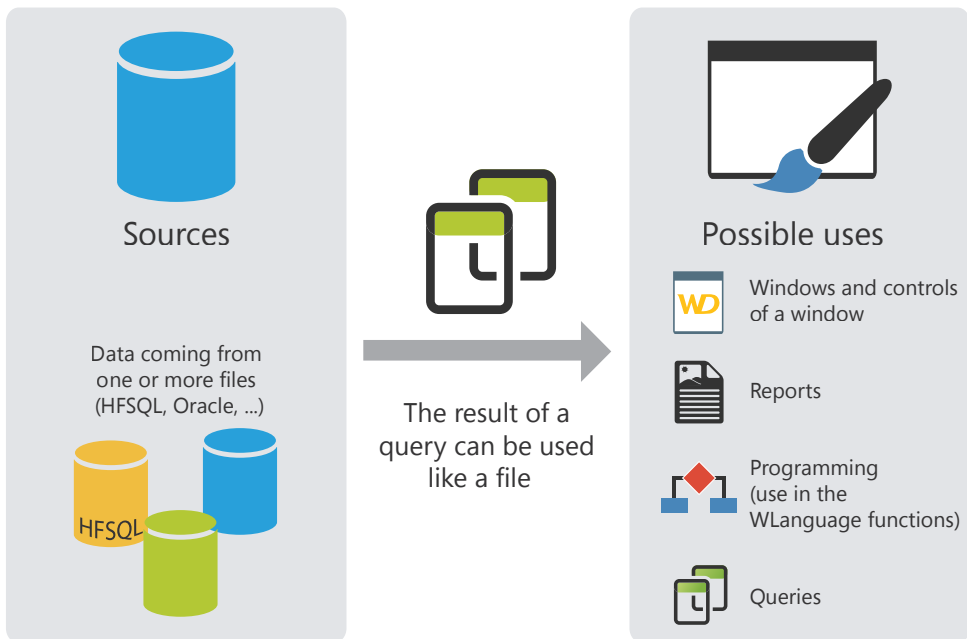 Sources
Data coming from
one or more files
(HFSQL, Oracle, ...)
HFSQL
The result of a
query can be used
like a file
Possible uses
WD
Windows and controls
of a window
Reports
Programming
(use in the
WLanguage functions)
Queries